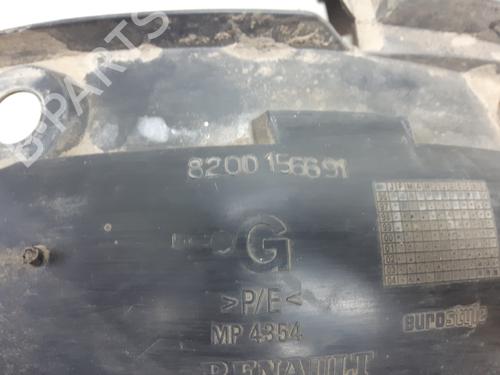 B-PARTS
8200 156691
G
>P/E<
MP 4354
eurostyle
RENAULT